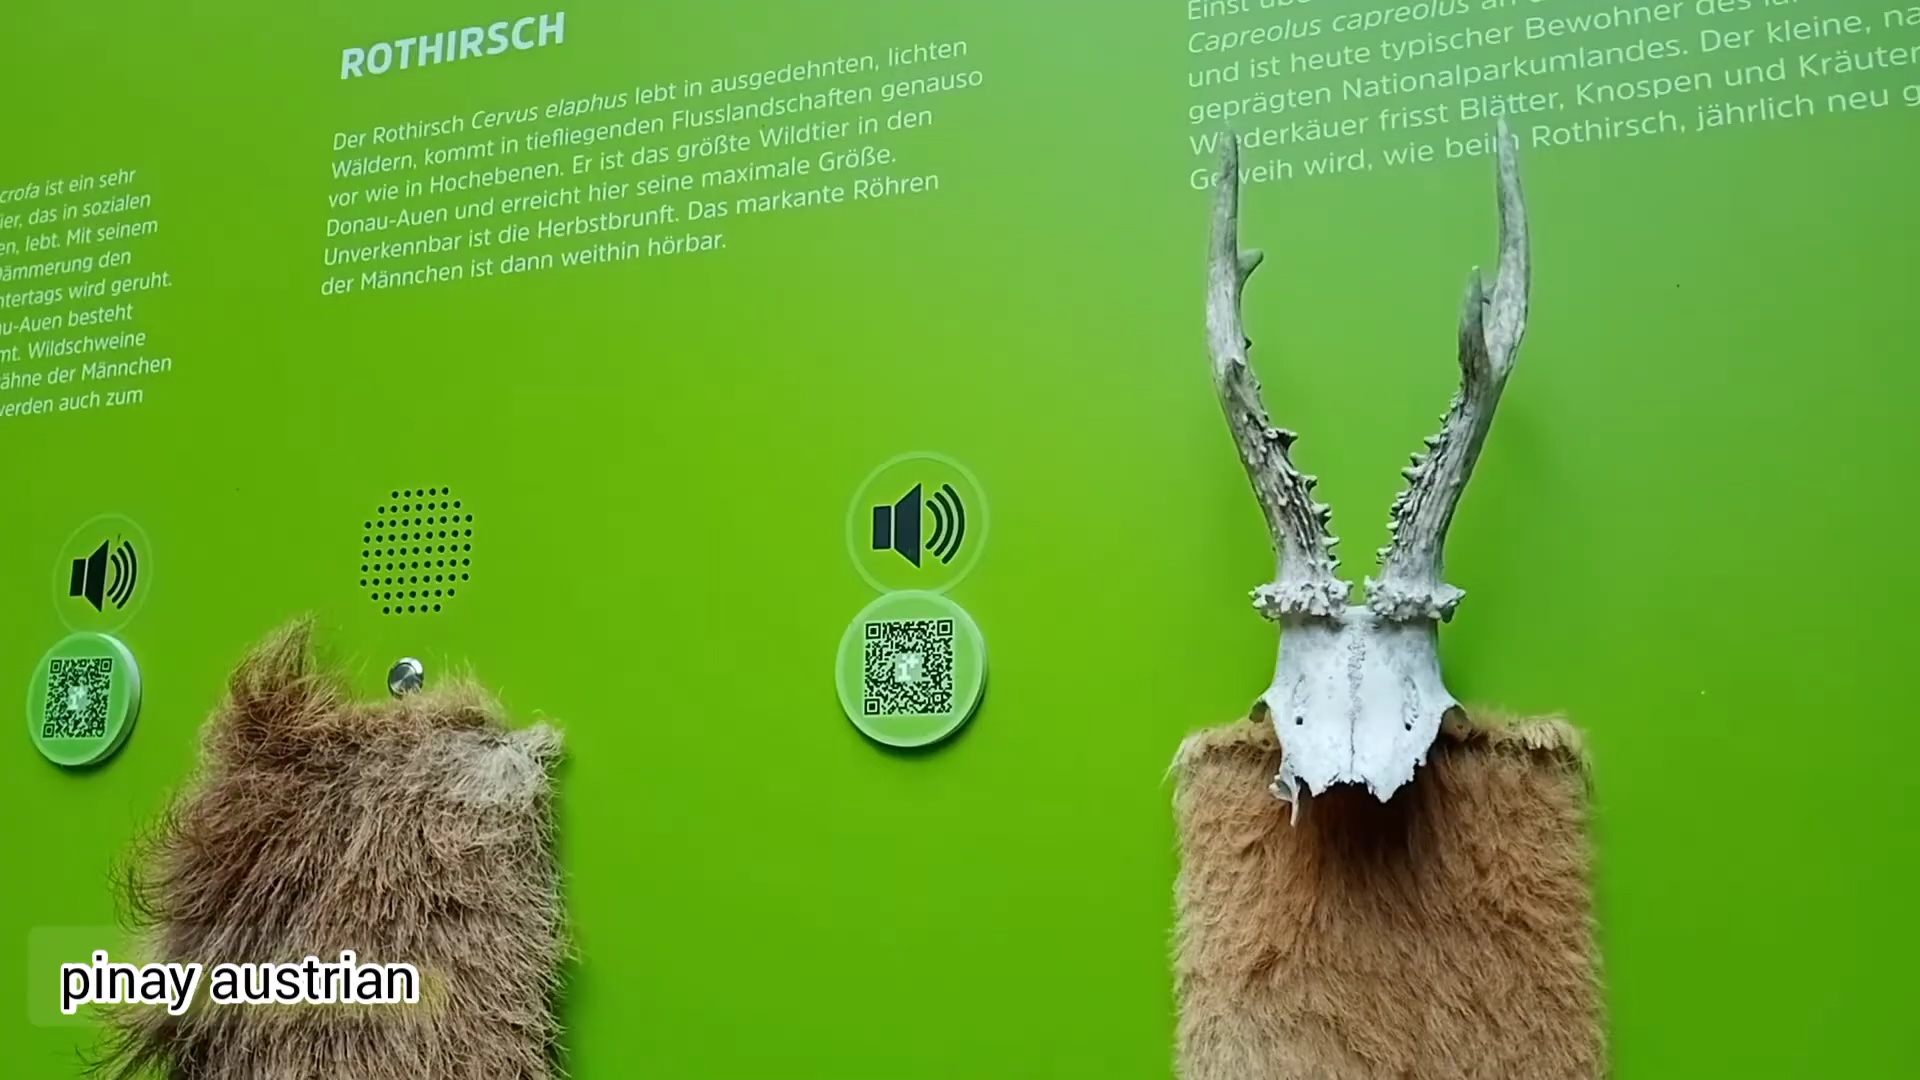 crofa ist ein sehr
ier, das in sozialen
en, lebt. Mit seinem
Dämmerung den
ntertags wird geruht.
u-Auen besteht
mt. Wildschweine
ähne der Männchen
werden auch zum
ROTHIRSCH
Der Rothirsch Cervus elaphus lebt in ausgedehnten, lichten
Wäldern, kommt in tiefliegenden Flusslandschaften genauso
vor wie in Hochebenen. Er ist das größte Wildtier in den
Donau-Auen und erreicht hier seine maximale Größe.
Unverkennbar ist die Herbstbrunft. Das markante Röhren
der Männchen ist dann weithin hörbar.
Einst
Capreolus capreolus
und ist heute typischer Bewohner des
geprägten Nationalparkumlandes. Der kleine, na
Wiederkäuer frisst Blätter, Knospen und Kräuter
Geweih wird, wie beim Rothirsch, jährlich neu g
pinay austrian